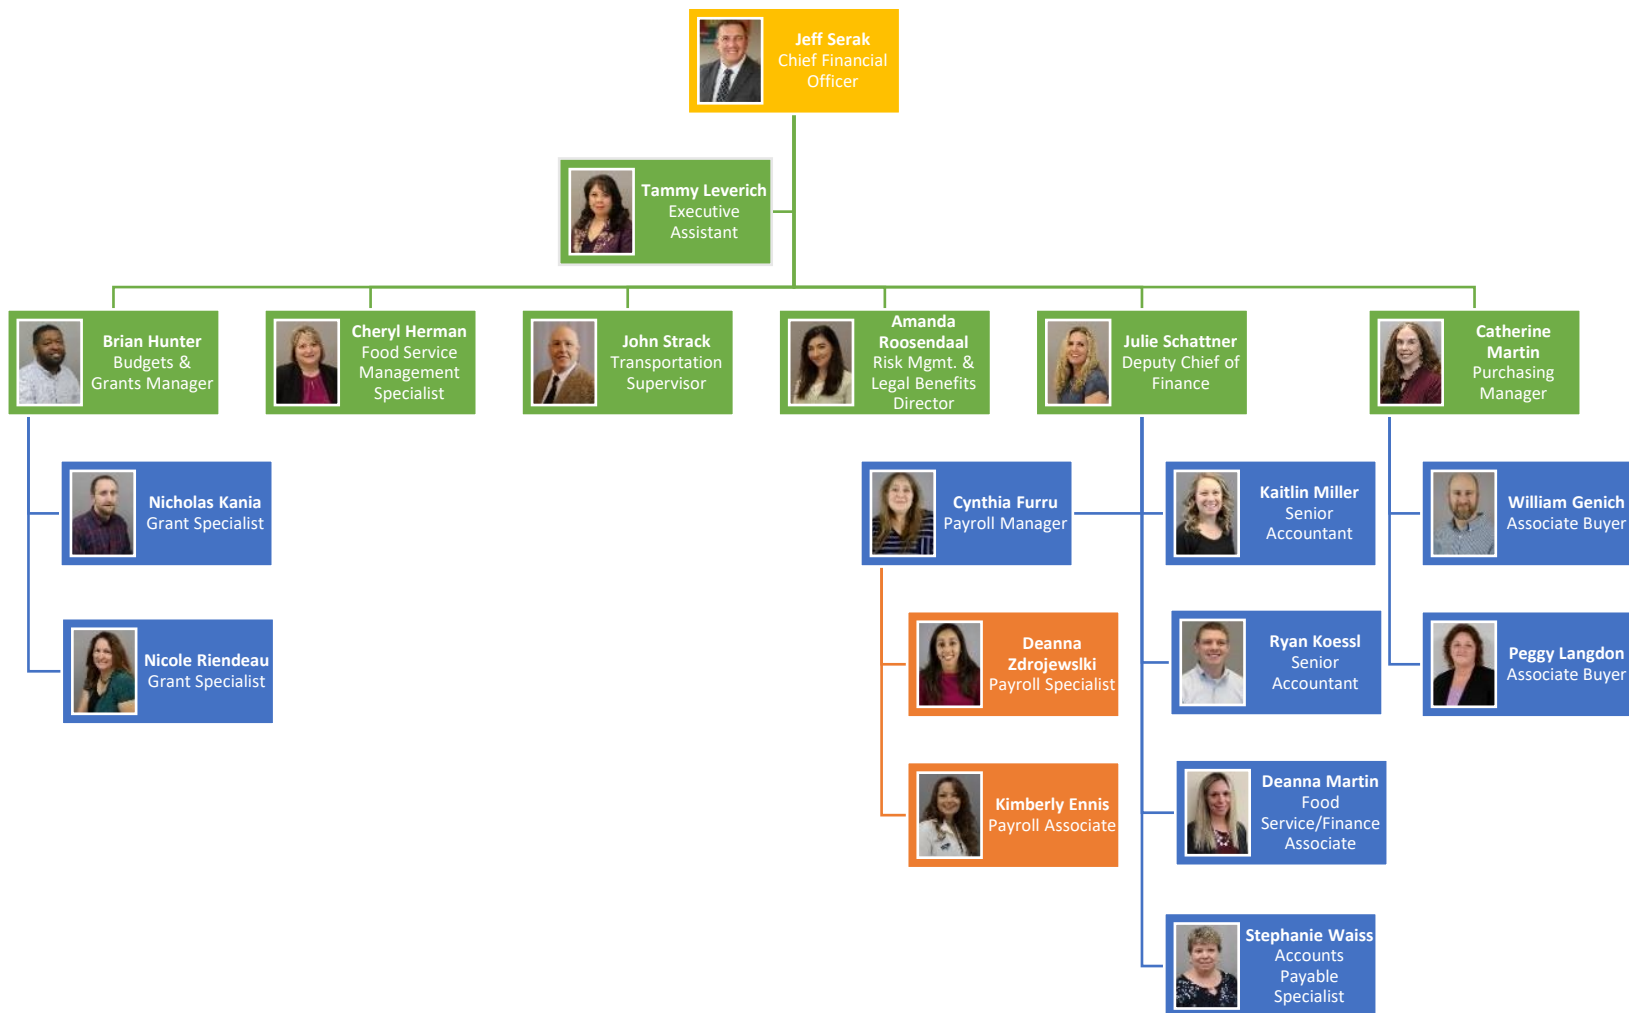 Jeff Serak
Chief Financial
Officer
Tammy Leverich
Executive
Assistant
Brian Hunter
Budgets &
Grants Manager
Cheryl Herman
Food Service
Management
Specialist
John Strack
Transportation
Supervisor
Amanda
Roosendaal
Risk Mgmt. &
Legal Benefits
Director
Julie Schattner
Deputy Chief of
Finance
Catherine
Martin
Purchasing
Manager
Nicholas Kania
Grant Specialist
Nicole Riendeau
Grant Specialist
Cynthia Furru
Payroll Manager
Deanna
Zdrojewslki
Payroll Specialist
Kimberly Ennis
Payroll Associate
Kaitlin Miller
Senior
Accountant
Ryan Koessl
Senior
Accountant
Deanna Martin
Food
Service/Finance
Associate
Stephanie Waiss
Accounts
Payable
Specialist
William Genich
Associate Buyer
Peggy Langdon
Associate Buyer